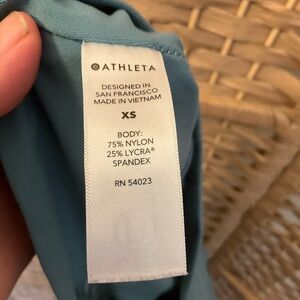 ATHLETA
DESIGNED IN
SAN FRANCISCO
MADE IN VIETNAM
XS
BODY:
75% NYLON
25% LYCRA®
SPANDEX
RN 54023